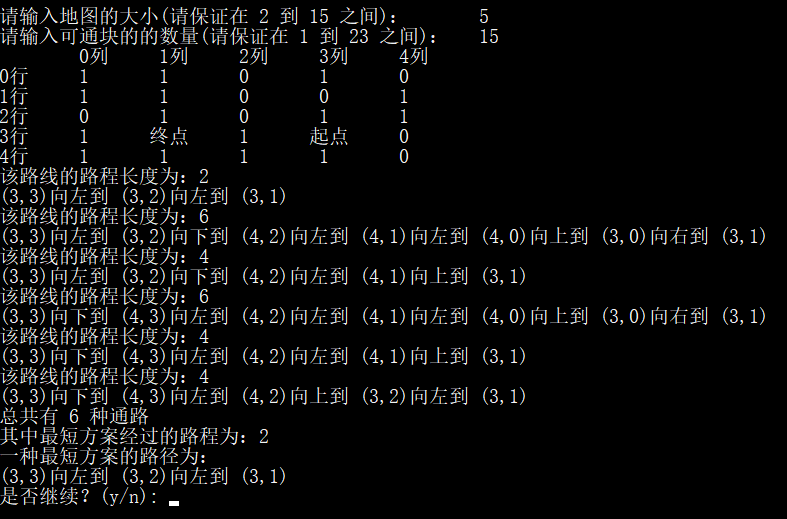 请输入地图的大小(请保证在 2 到 15 之间):        5
请输入可通块的的数量(请保证在 1 到 23 之间):    15
        0列     1列     2列     3列     4列
0行     1       1       0       1       0
1行     1       1       0       0       1
2行     0       1       0       1       1
3行     1      终点     1      起点     0
4行     1       1       1       1       0
该路线的路程长度为: 2
(3,3)向左到 (3,2)向左到 (3,1)
该路线的路程长度为: 6
(3,3)向左到 (3,2)向下到 (4,2)向左到 (4,1)向左到 (4,0)向上到 (3,0)向右到 (3,1)
该路线的路程长度为: 4
(3,3)向左到 (3,2)向下到 (4,2)向左到 (4,1)向上到 (3,1)
该路线的路程长度为: 6
(3,3)向下到 (4,3)向左到 (4,2)向左到 (4,1)向左到 (4,0)向上到 (3,0)向右到 (3,1)
该路线的路程长度为: 4
(3,3)向下到 (4,3)向左到 (4,2)向左到 (4,1)向上到 (3,1)
该路线的路程长度为: 4
(3,3)向下到 (4,3)向左到 (4,2)向上到 (3,2)向左到 (3,1)
总共有 6 种通路
其中最短方案经过的路程为: 2
一种最短方案的路径为:
(3,3)向左到 (3,2)向左到 (3,1)
是否继续? (y/n):